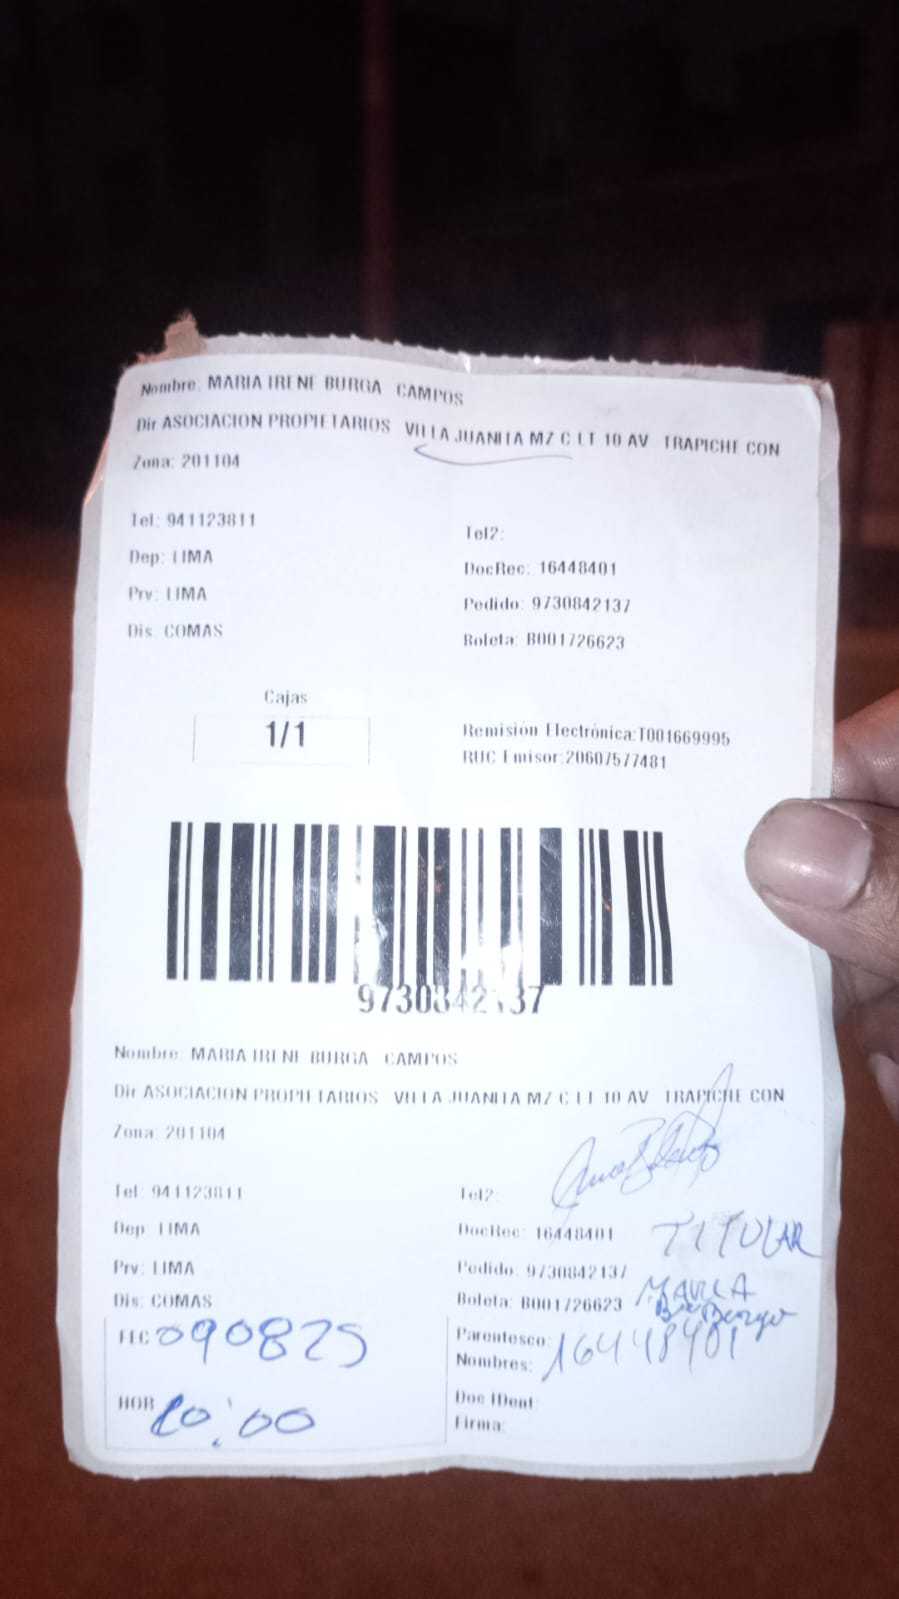 Nombre: MARIA IRENE BURGA CAMPOS
Dir ASOCIACION PROPIETARIOS VILLA JUANITA MZ C LT 10 AV TRAPICHE CON
Zona: 201104
Tel: 941123811
Tel2:
Dep: LIMA
DocRec: 16448401
Prv: LIMA
Pedido: 9730842137
Dis: COMAS
Boleta: B001726623
Cajas
1/1
Remisión Electrónica:T001669995
RUC Emisor:20607577481
9730842137
Nombre: MARIA IRENE BURGA CAMPOS
Dir ASOCIACION PROPIETARIOS VILLA JUANITA MZ C LT 10 AV TRAPICHE CON
Zona: 201104
Tel: 941123811
Tel2:
Dep: LIMA
DocRec: 16448401
TITULAR
Prv: LIMA
Pedido: 9730842137
Dis: COMAS
Boleta: B001726623
FEC 090825
Parentesco:
Nombres: 16448401
HOR 10:00
Doc IDent:
Firma: